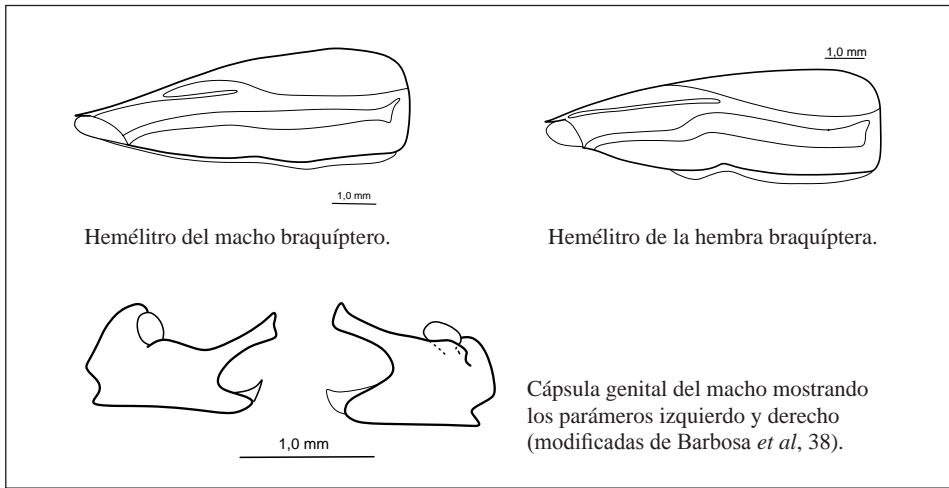 1,0 mm
1,0 mm
Hemélitro del macho braquíptero.
Hemélitro de la hembra braquíptera.
Cápsula genital del macho mostrando
los parámeros izquierdo y derecho
(modificadas de Barbosa et al, 38).
1,0 mm